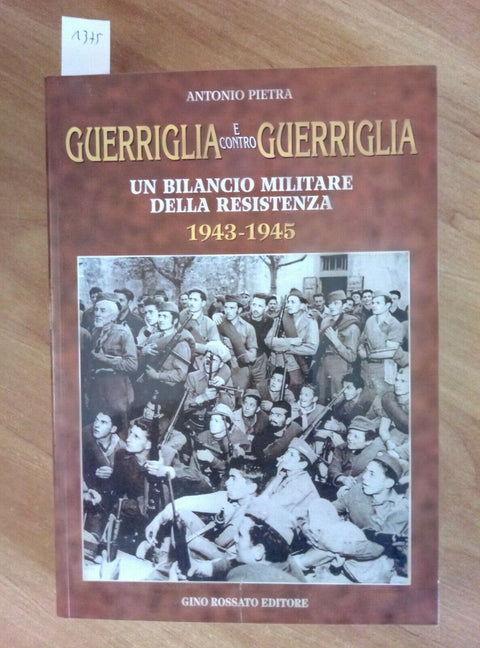 1375
ANTONIO PIETRA
GUERRIGLIA E CONTRO GUERRIGLIA
UN BILANCIO MILITARE
DELLA RESISTENZA
1943-1945
GINO ROSSATO EDITORE